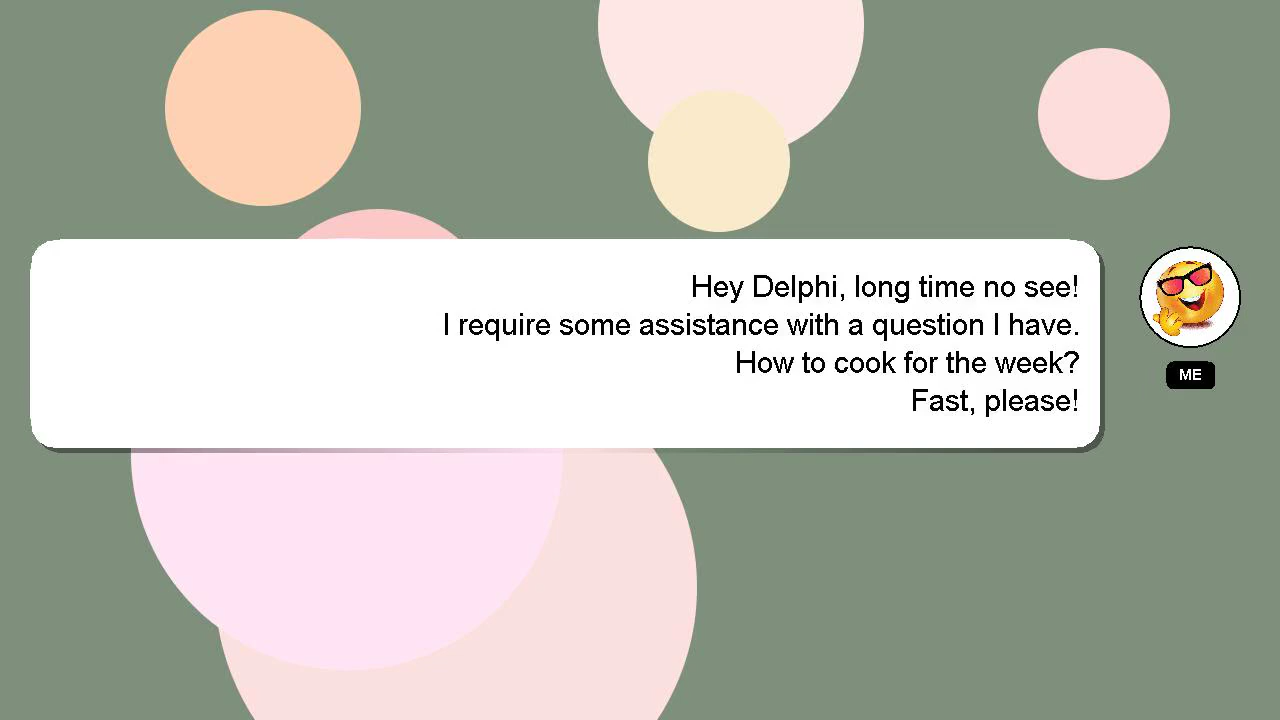 Hey Delphi, long time no see!
I require some assistance with a question I have.
How to cook for the week?
Fast, please!
ME